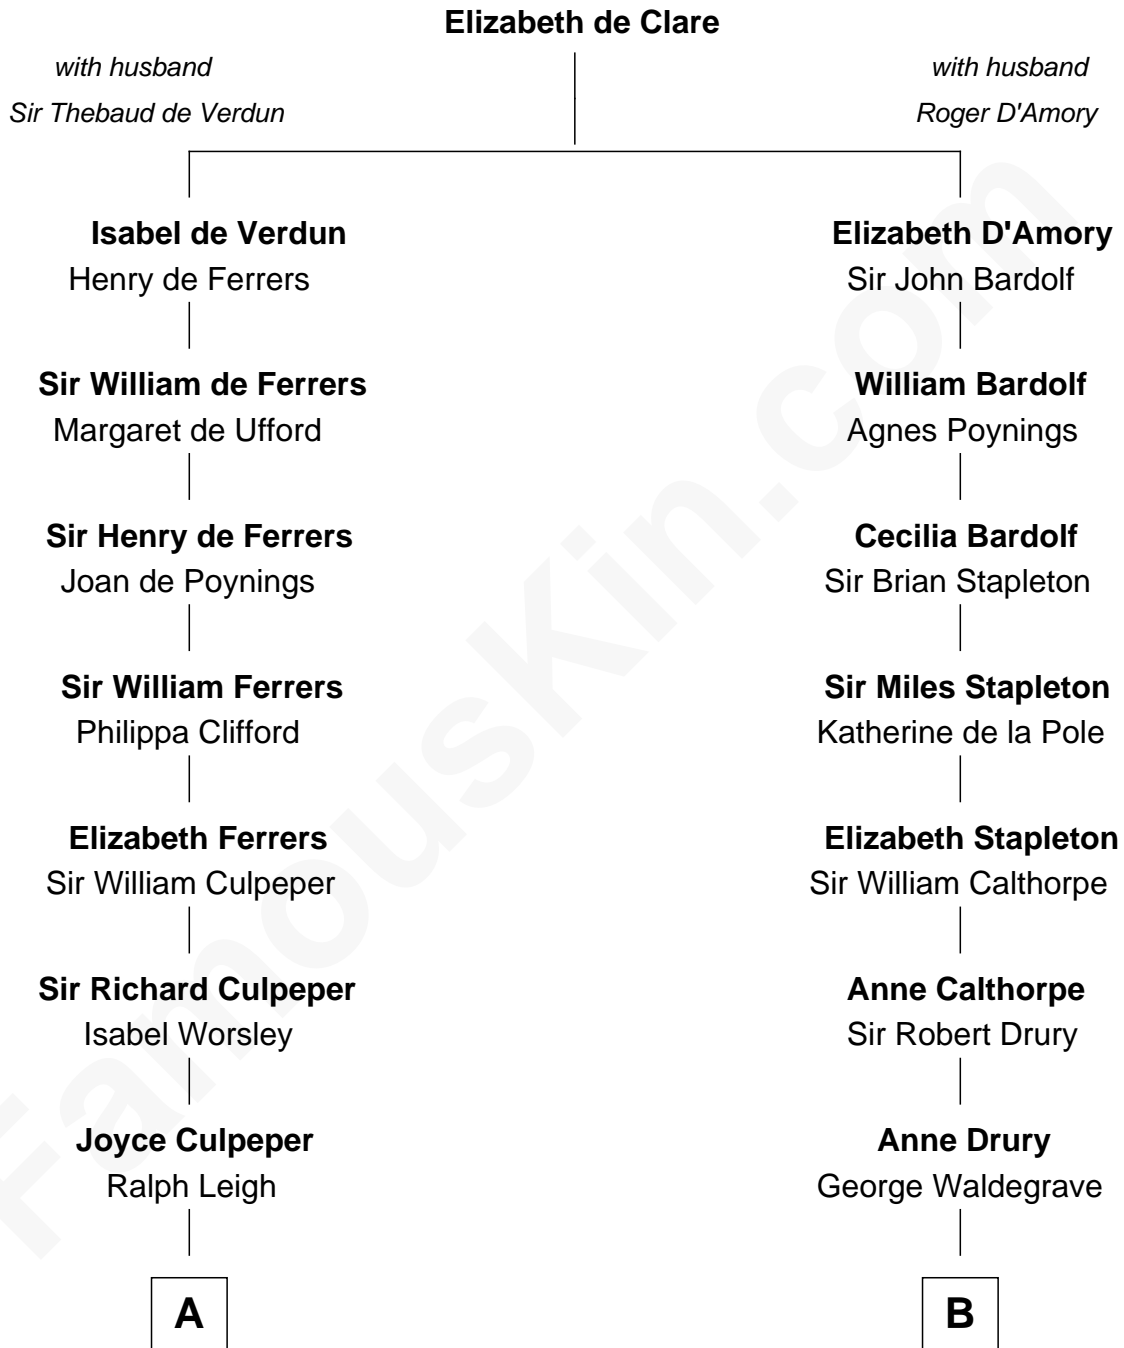 Elizabeth de Clare
with husband
Sir Thebaud de Verdun
with husband
Roger D'Amory
Isabel de Verdun
Henry de Ferrers
Elizabeth D'Amory
Sir John Bardolf
Sir William de Ferrers
Margaret de Ufford
William Bardolf
Agnes Poynings
Sir Henry de Ferrers
Joan de Poynings
Cecilia Bardolf
Sir Brian Stapleton
Sir William Ferrers
Philippa Clifford
Sir Miles Stapleton
Katherine de la Pole
Elizabeth Ferrers
Sir William Culpeper
Elizabeth Stapleton
Sir William Calthorpe
Sir Richard Culpeper
Isabel Worsley
Anne Calthorpe
Sir Robert Drury
Joyce Culpeper
Ralph Leigh
Anne Drury
George Waldegrave
A
B
FamousKin.com